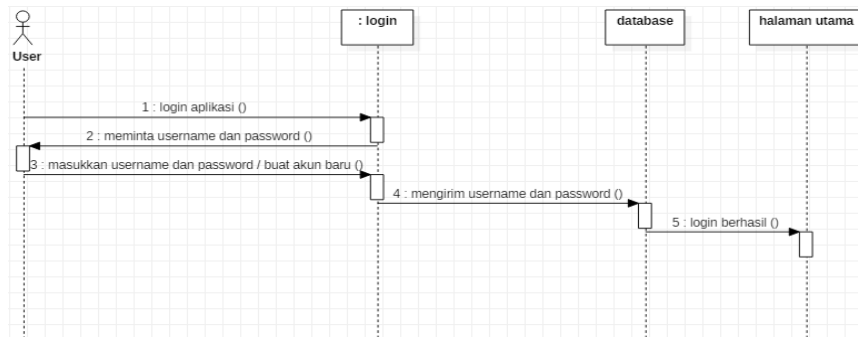 : login
database
halaman utama
User
1 : login aplikasi ()
2 : meminta username dan password ()
3 : masukkan username dan password / buat akun baru ()
4 : mengirim username dan password ()
5 : login berhasil ()